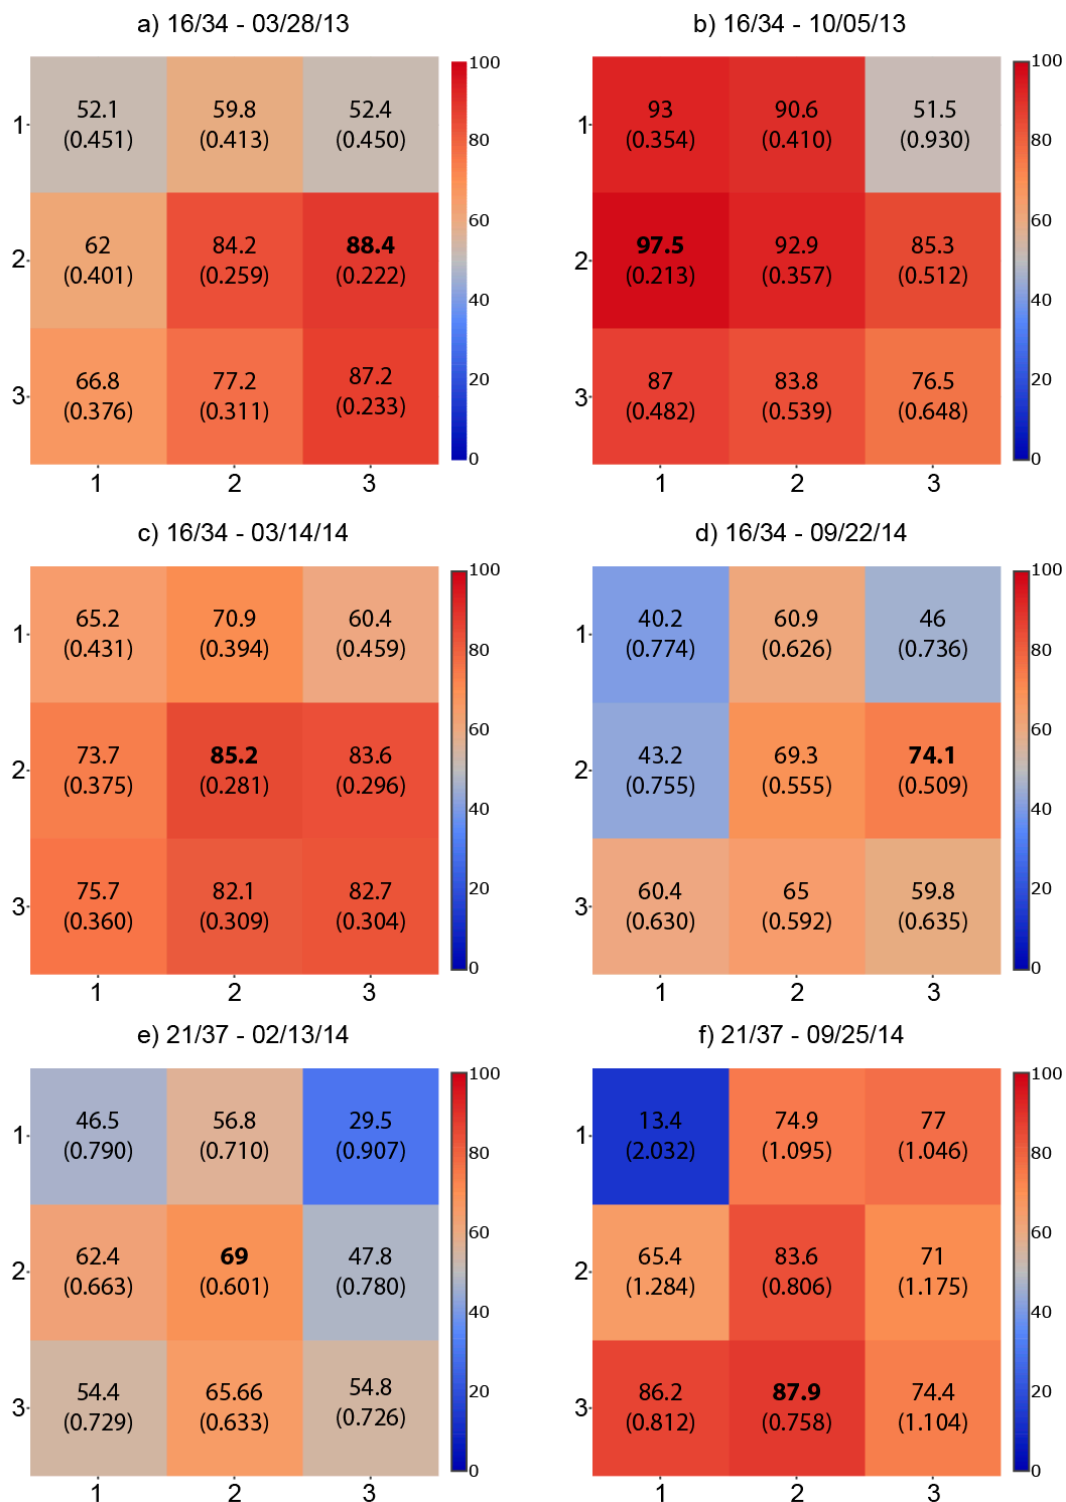 a) 16/34 - 03/28/13
52.1 59.8 52.4
1 (0.451) (0.413) (0.450)
62 84.2 88.4
2 (0.401) (0.259) (0.222)
66.8 77.2 87.2
3 (0.376) (0.311) (0.233)
1 2 3
100
80
60
40
20
0
b) 16/34 - 10/05/13
93 90.6 51.5
1 (0.354) (0.410) (0.930)
97.5 92.9 85.3
2 (0.213) (0.357) (0.512)
87 83.8 76.5
3 (0.482) (0.539) (0.648)
1 2 3
100
80
60
40
20
0
c) 16/34 - 03/14/14
65.2 70.9 60.4
1 (0.431) (0.394) (0.459)
73.7 85.2 83.6
2 (0.375) (0.281) (0.296)
75.7 82.1 82.7
3 (0.360) (0.309) (0.304)
1 2 3
100
80
60
40
20
0
d) 16/34 - 09/22/14
40.2 60.9 46
1 (0.774) (0.626) (0.736)
43.2 69.3 74.1
2 (0.755) (0.555) (0.509)
60.4 65 59.8
3 (0.630) (0.592) (0.635)
1 2 3
100
80
60
40
20
0
e) 21/37 - 02/13/14
46.5 56.8 29.5
1 (0.790) (0.710) (0.907)
62.4 69 47.8
2 (0.663) (0.601) (0.780)
54.4 65.66 54.8
3 (0.729) (0.633) (0.726)
1 2 3
100
80
60
40
20
0
f) 21/37 - 09/25/14
13.4 74.9 77
1 (2.032) (1.095) (1.046)
65.4 83.6 71
2 (1.284) (0.806) (1.175)
86.2 87.9 74.4
3 (0.812) (0.758) (1.104)
1 2 3
100
80
60
40
20
0